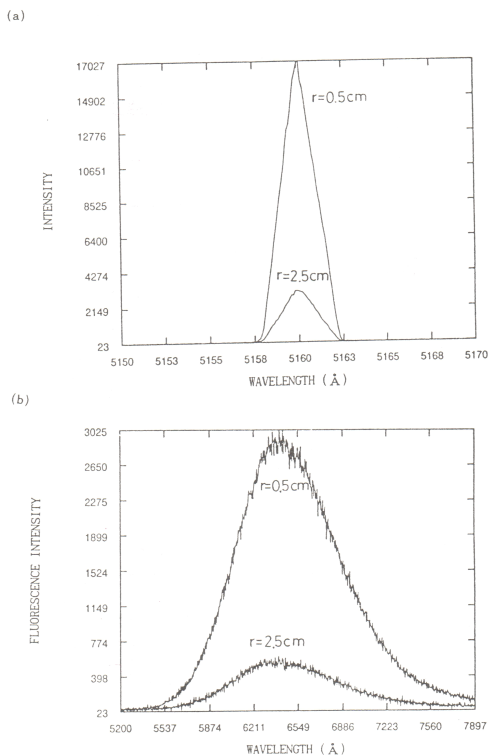 (a)
17027
14902
12776
10651
8525
6400
4274
2149
23
INTENSITY
r=0.5cm
r=2.5cm
5150 5153 5155 5158 5160 5163 5165 5168 5170
WAVELENGTH (Å)
(b)
3025
2650
2275
1899
1524
1149
774
398
23
FLUORESCENCE INTENSITY
r=0.5cm
r=2.5cm
5200 5537 5874 6211 6549 6886 7223 7560 7897
WAVELENGTH (Å)